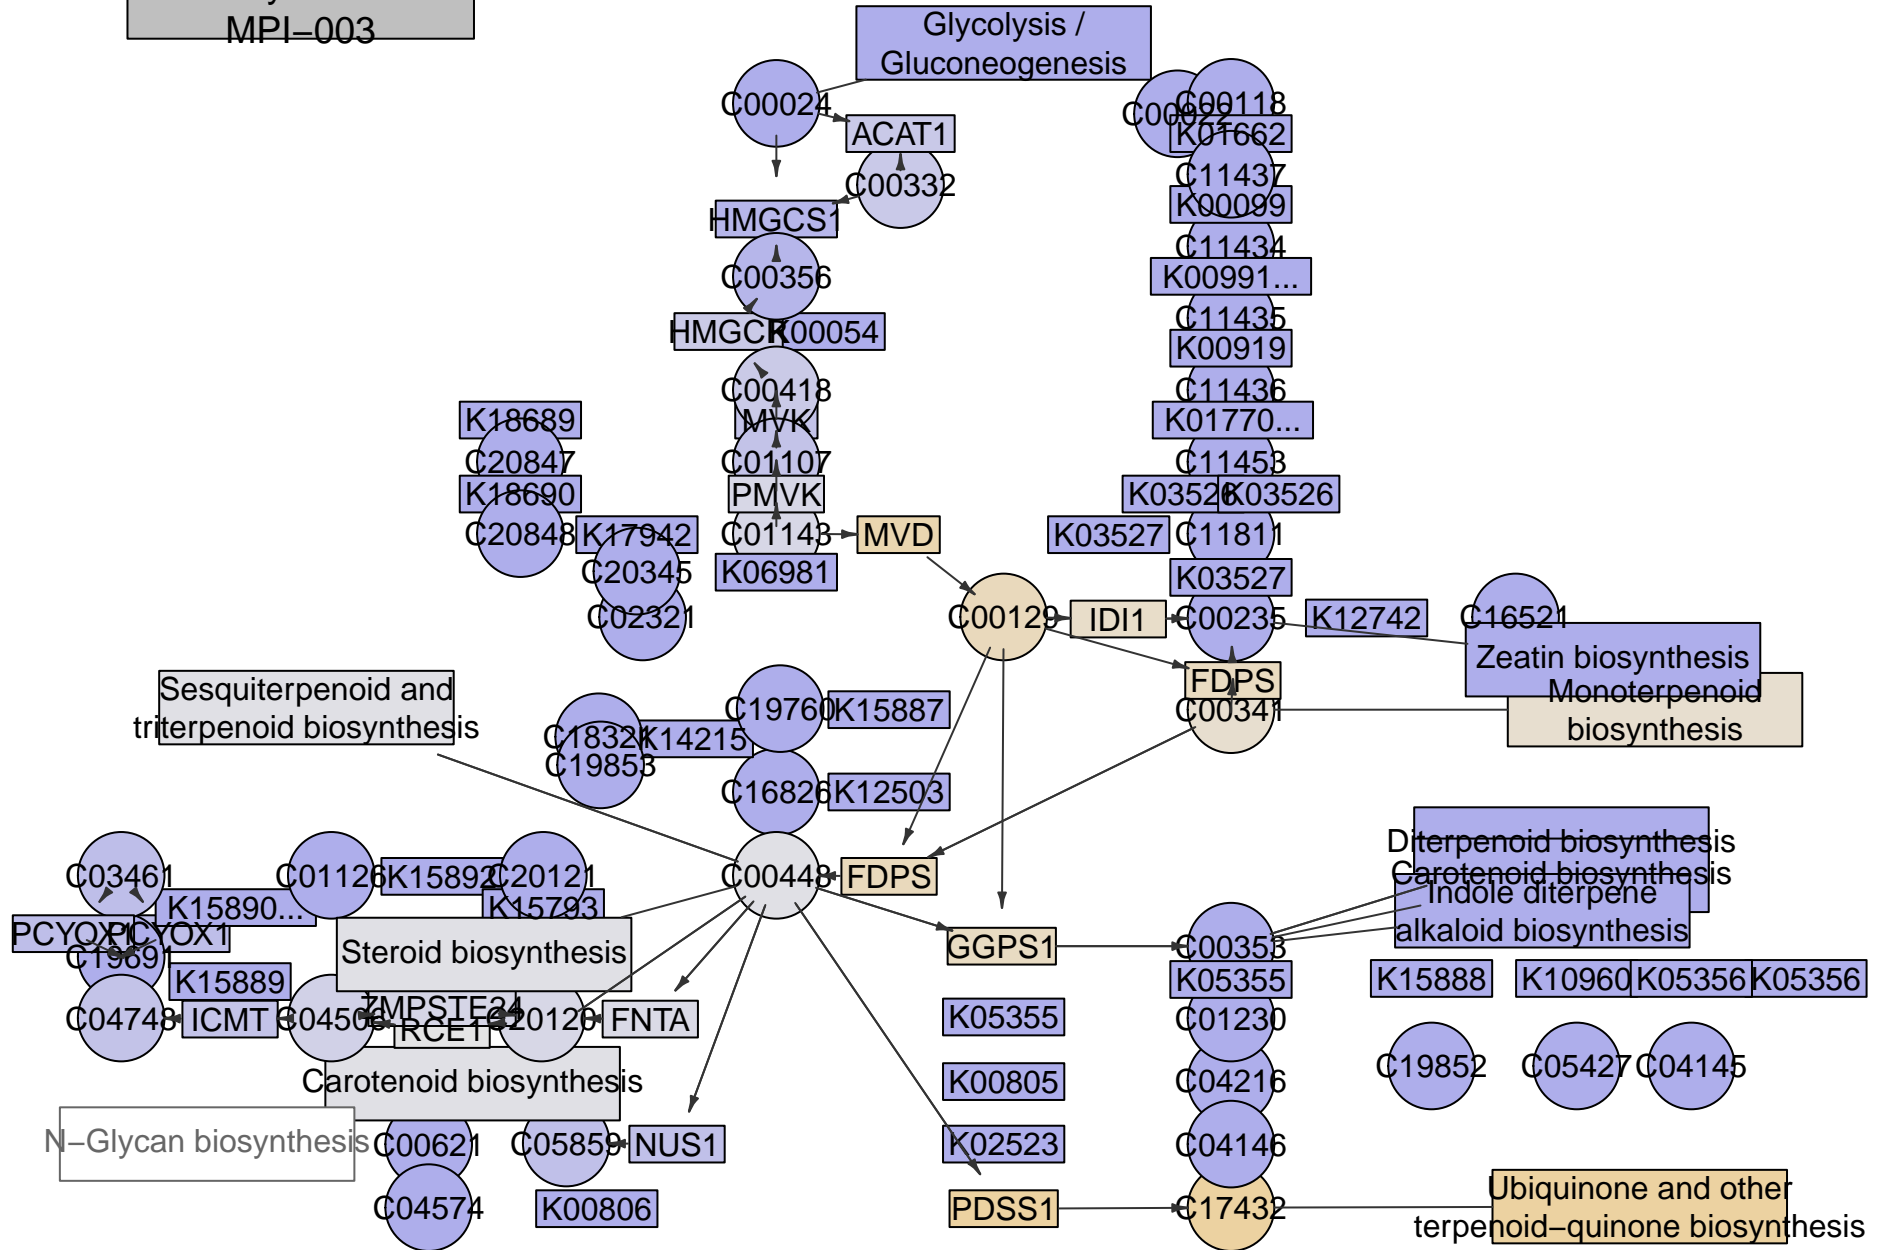 MPI−003
Glycolysis /
Gluconeogenesis
C00024
C00118
C00022
ACAT1
K01662
C00332
C11437
HMGCS1
K00099
C00356
C11434
K00991...
HMGCR
K00054
C11435
K00919
C00418
C11436
K18689
MVK
K01770...
C20847
C01107
C11453
K18690
PMVK
K03526
K03526
C20848
K17942
C01143
MVD
K03527
C11811
C20345
K06981
K03527
C02321
C00129
IDI1
C00235
K12742
C16521
Zeatin biosynthesis
Sesquiterpenoid and
triterpenoid biosynthesis
FDPS
Monoterpenoid
biosynthesis
C19760
K15887
C00341
C18321
K14215
C19853
C16826
K12503
Diterpenoid biosynthesis
Carotenoid biosynthesis
Indole diterpene
alkaloid biosynthesis
C03461
C01126
K15892
C20121
C00448
FDPS
K15890...
K15793
PCYOX1
PCYOX1
C19691
Steroid biosynthesis
GGPS1
C00353
K15889
K05355
K15888
K10960
K05356
K05356
C04748
ICMT
C04506
ZMPSTE24
RCE1
C20120
FNTA
K05355
C01230
Carotenoid biosynthesis
K00805
C04216
C19852
C05427
C04145
N−Glycan biosynthesis
C00621
C05859
NUS1
K02523
C04146
C04574
K00806
PDSS1
C17432
Ubiquinone and other
terpenoid−quinone biosynthesis